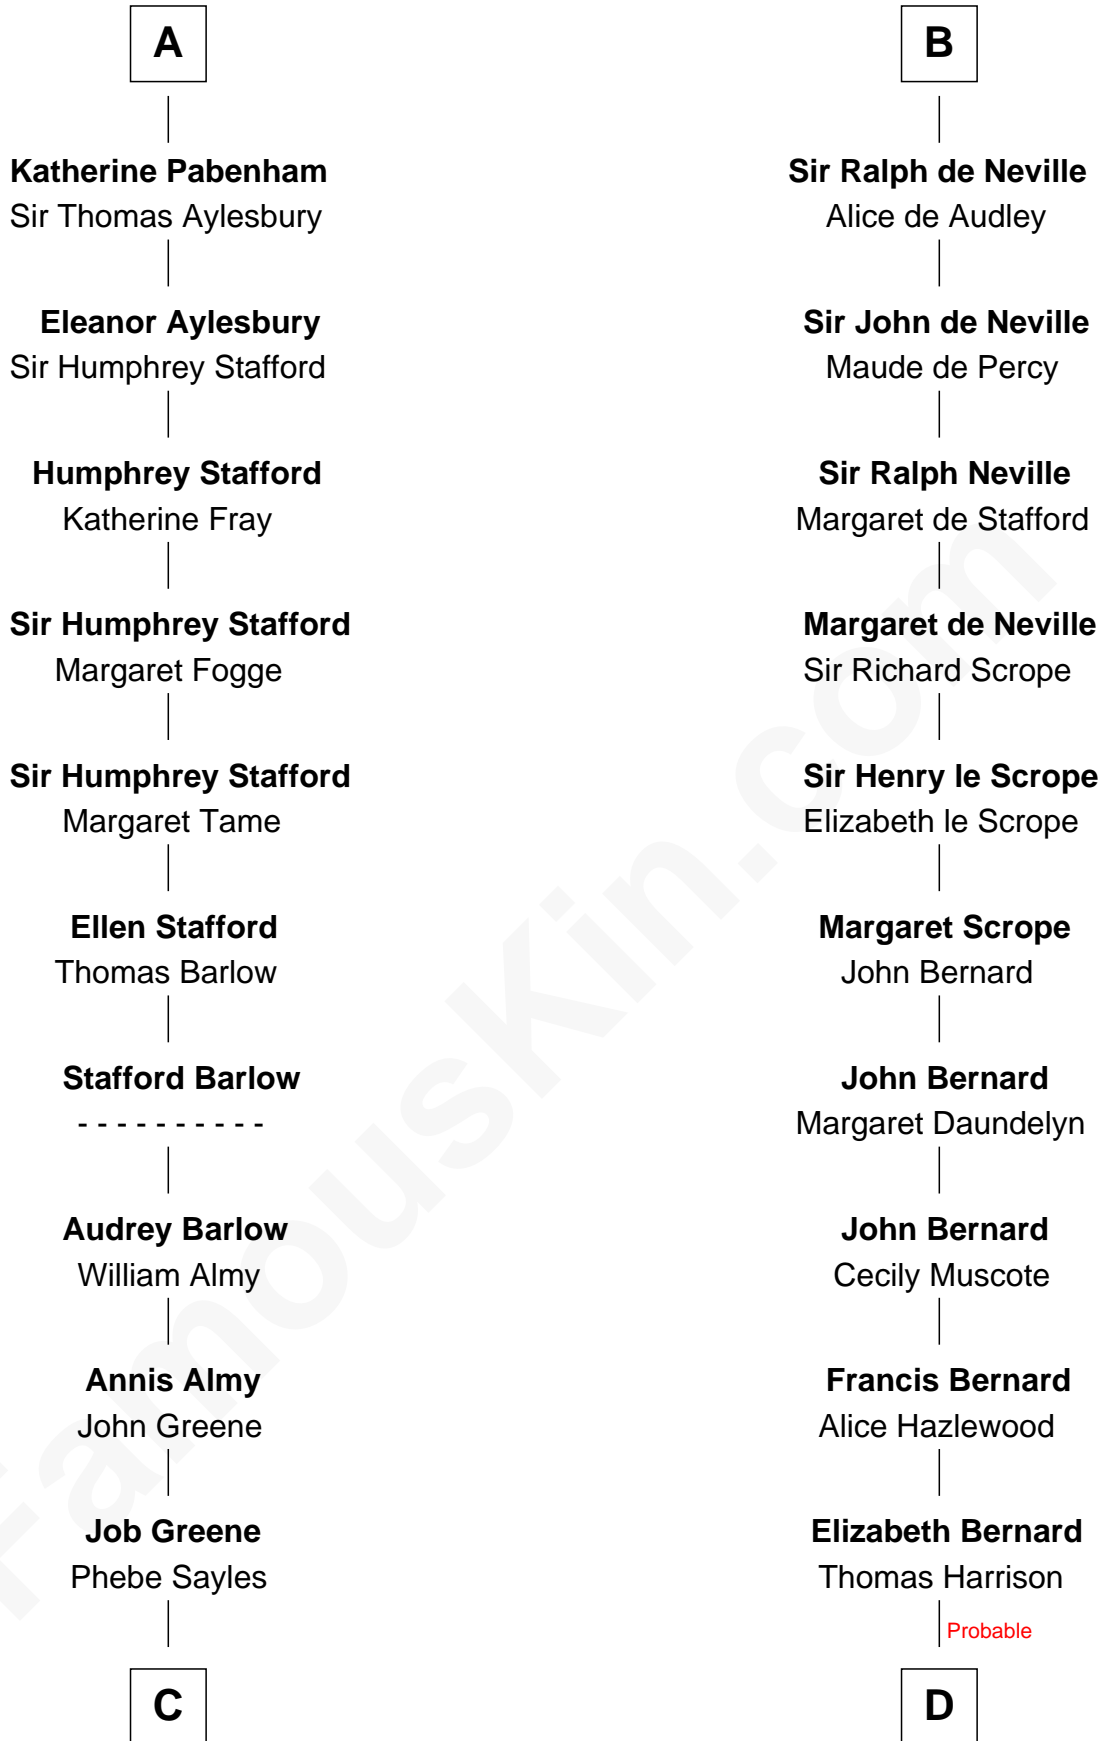 A
Katherine Pabenham
Sir Thomas Aylesbury
Eleanor Aylesbury
Sir Humphrey Stafford
Humphrey Stafford
Katherine Fray
Sir Humphrey Stafford
Margaret Fogge
Sir Humphrey Stafford
Margaret Tame
Ellen Stafford
Thomas Barlow
Stafford Barlow
- - - - - - - - - -
Audrey Barlow
William Almy
Annis Almy
John Greene
Job Greene
Phebe Sayles
C
B
Sir Ralph de Neville
Alice de Audley
Sir John de Neville
Maude de Percy
Sir Ralph Neville
Margaret de Stafford
Margaret de Neville
Sir Richard Scrope
Sir Henry le Scrope
Elizabeth le Scrope
Margaret Scrope
John Bernard
John Bernard
Margaret Daundelyn
John Bernard
Cecily Muscote
Francis Bernard
Alice Hazlewood
Elizabeth Bernard
Thomas Harrison
Probable
D
FamousKin.com